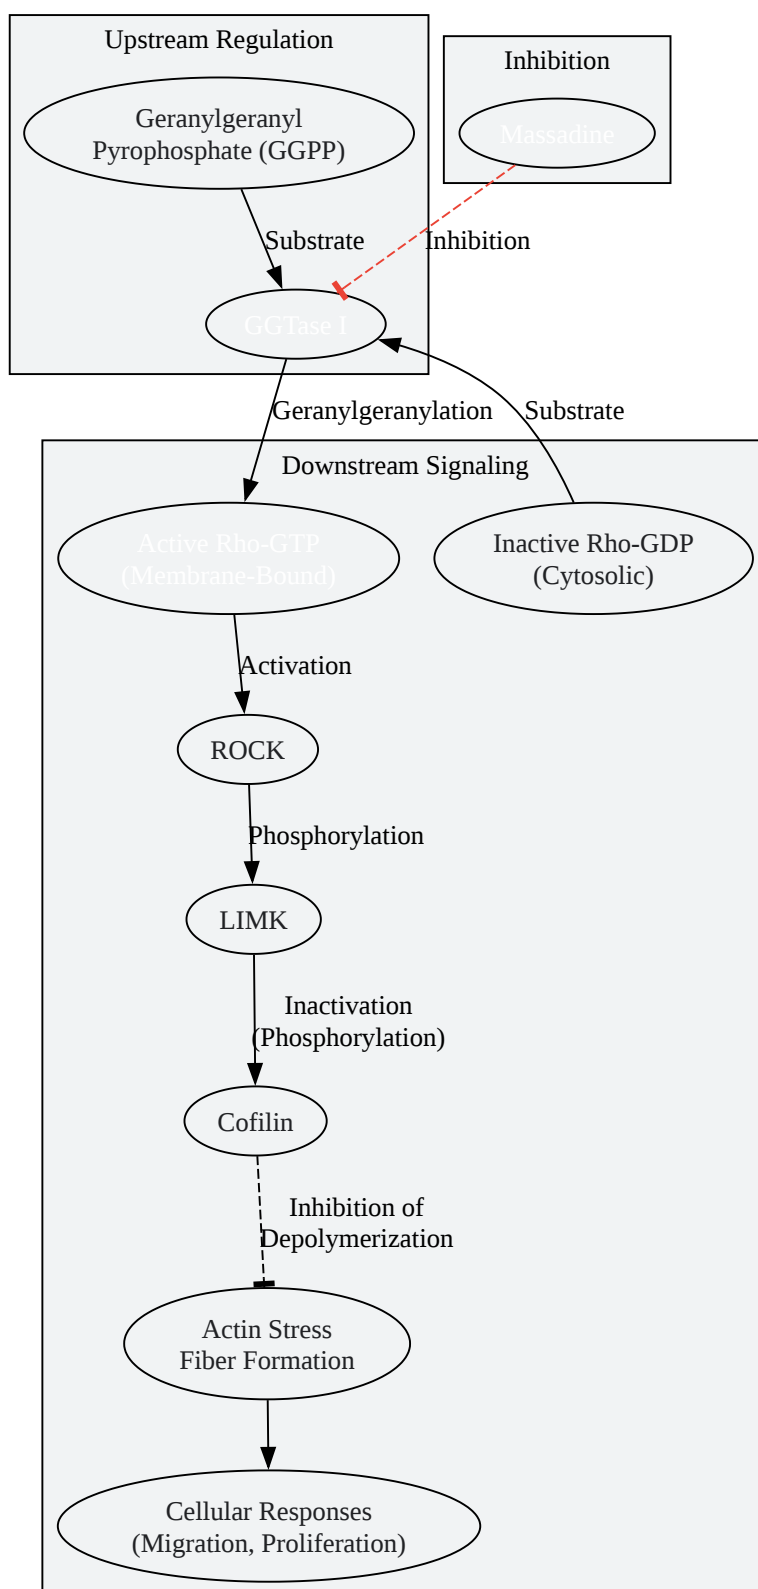 Upstream Regulation
Inhibition
Geranylgeranyl
Pyrophosphate (GGPP)
Massadine
Substrate
Inhibition
GGTase I
Geranylgeranylation
Substrate
Downstream Signaling
Active Rho-GTP
(Membrane-Bound)
Inactive Rho-GDP
(Cytosolic)
Activation
ROCK
Phosphorylation
LIMK
Inactivation
(Phosphorylation)
Cofilin
Inhibition of
Depolymerization
Actin Stress
Fiber Formation
Cellular Responses
(Migration, Proliferation)